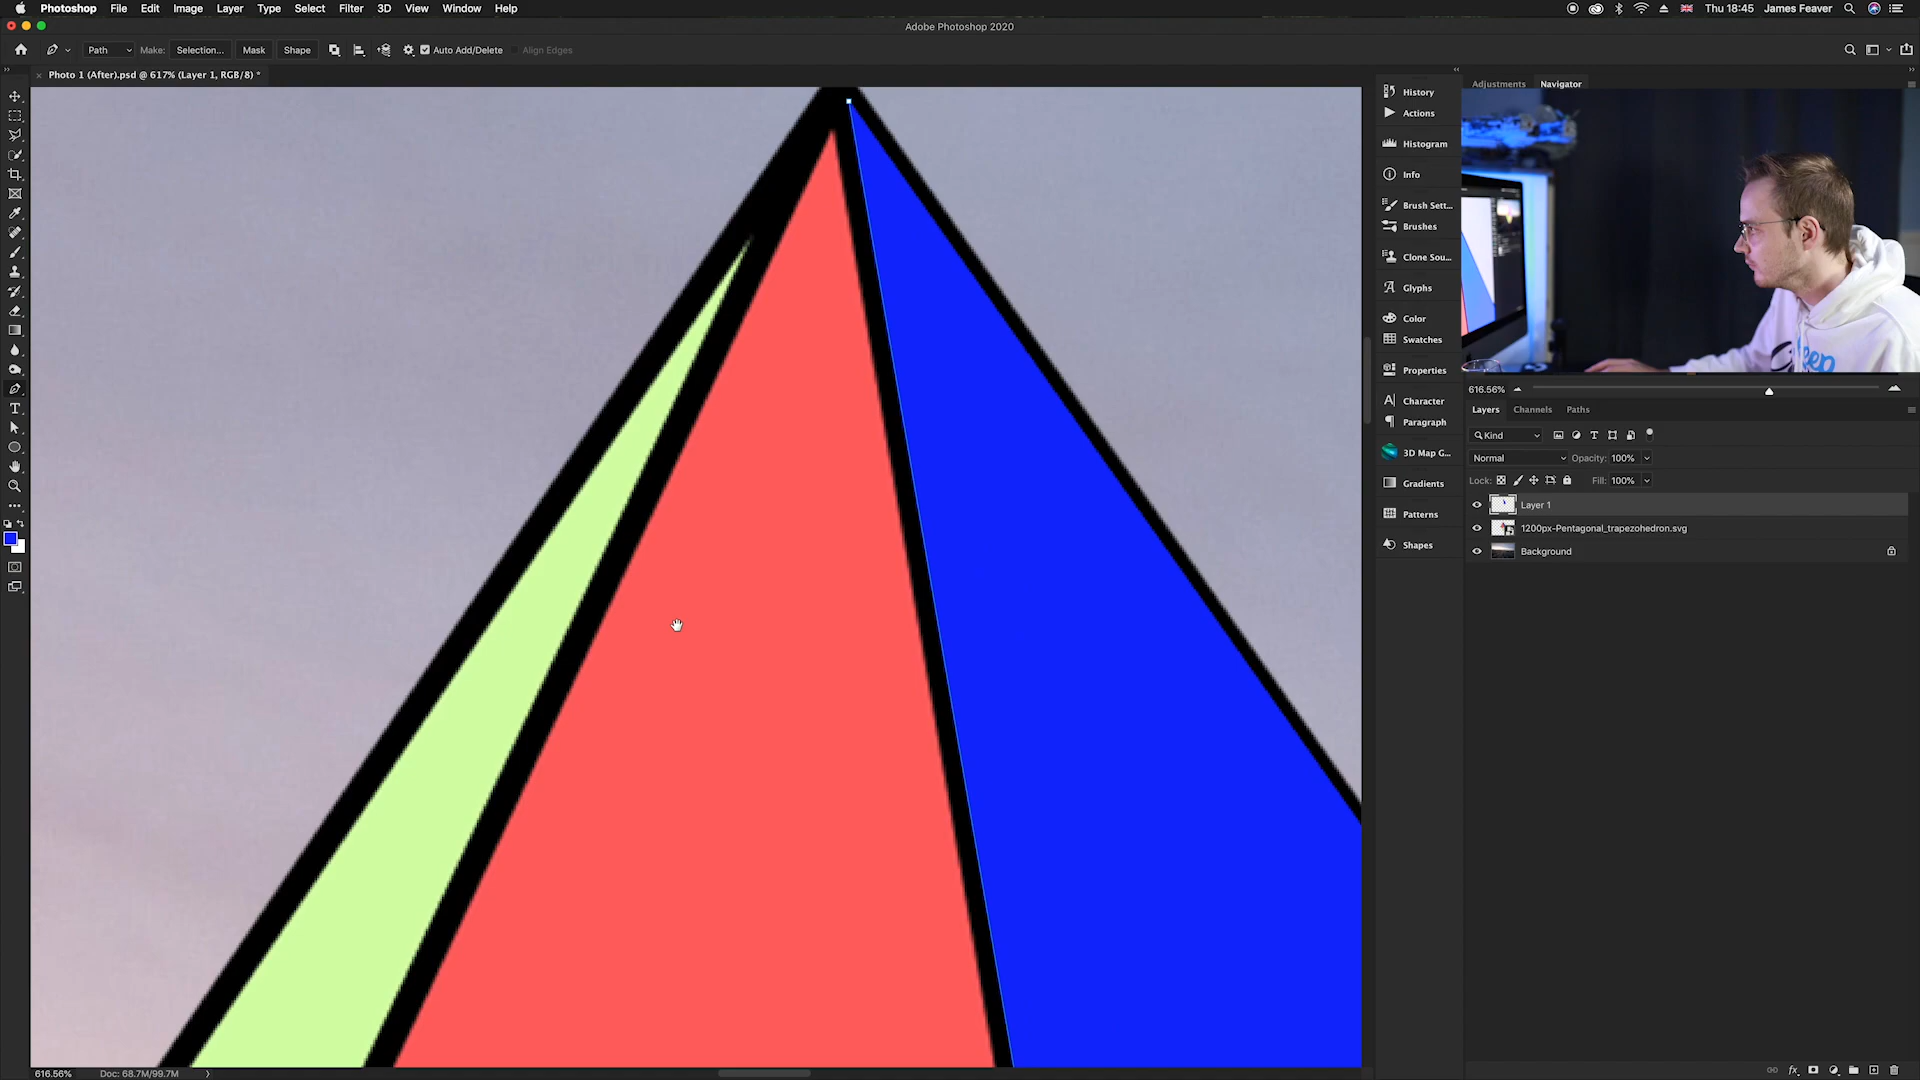 Photoshop File Edit Image Layer Type Select Filter 3D View Window Help Thu 18:45 James Feaver
Adobe Photoshop 2020
Path Make: Selection... Mask Shape Auto Add/Delete Align Edges
Photo 1 (After).psd @ 617% (Layer 1, RGB/8) *
History
Actions
Histogram
Info
Brush Sett...
Brushes
Clone Sou...
Glyphs
Color
Swatches
Properties
Character
Paragraph
3D Map G...
Gradients
Patterns
Shapes
Adjustments Navigator
616.56%
Layers Channels Paths
Kind
Normal Opacity: 100%
Lock: Fill: 100%
Layer 1
1200px-Pentagonal_trapezohedron.svg
Background
616.56% Doc: 68.7M/99.7M